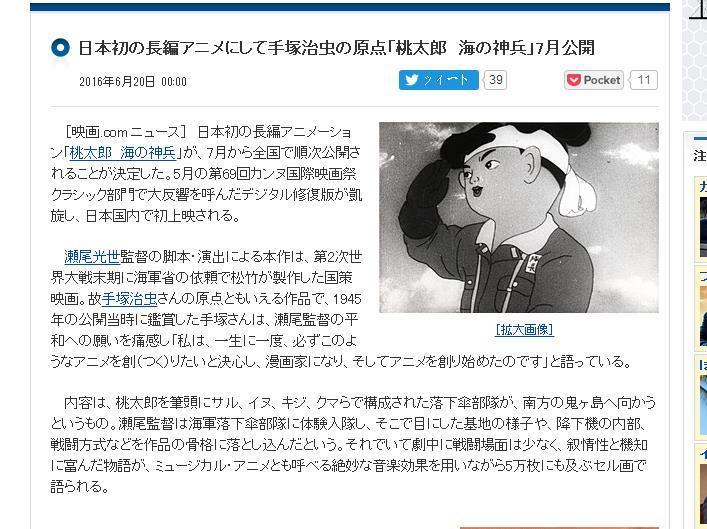 日本初の長編アニメにして手塚治虫の原点「桃太郎　海の神兵」7月公開
2016年6月20日 00:00
ツイート 39
Pocket 11
［映画.com ニュース］　日本初の長編アニメーショ
ン「桃太郎　海の神兵」が、7月から全国で順次公開さ
れることが決定した。5月の第69回カンヌ国際映画祭
クラシック部門で大反響を呼んだデジタル修復版が凱
旋し、日本国内で初上映される。
瀬尾光世監督の脚本・演出による本作は、第2次世
界大戦末期に海軍省の依頼で松竹が製作した国策
映画。故手塚治虫さんの原点ともいえる作品で、1945
年の公開当時に鑑賞した手塚さんは、瀬尾監督の平
和への願いを痛感し「私は、一生に一度、必ずこのよ
うなアニメを創（つく）りたいと決心し、漫画家になり、そしてアニメを創り始めたのです」と語っている。
[拡大画像]
内容は、桃太郎を筆頭にサル、イヌ、キジ、クマらで構成された落下傘部隊が、南方の鬼ヶ島へ向かう
というもの。瀬尾監督は海軍落下傘部隊に体験入隊し、そこで目にした基地の様子や、降下機の内部、
戦闘方式などを作品の骨格に落とし込んだという。それでいて劇中に戦闘場面は少なく、叙情性と機知
に富んだ物語が、ミュージカル・アニメとも呼べる絶妙な音楽効果を用いながら5万枚にも及ぶセル画で
語られる。
注